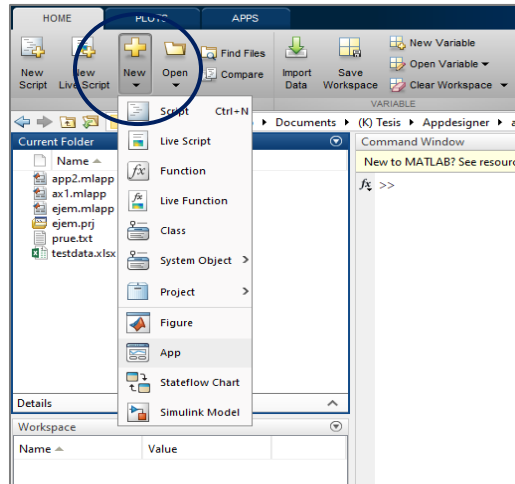 HOME PLOTS APPS
New Script
New Live Script
New
Open
Find Files
Compare
Import Data
Save Workspace
New Variable
Open Variable
Clear Workspace
VARIABLE
Documents (K) Tesis Appdesigner
Current Folder
Name
app2.mlapp
ax1.mlapp
ejem.mlapp
ejem.prj
prue.txt
testdata.xlsx
Script Ctrl+N
Live Script
fx Function
fx Live Function
Class
System Object
Project
Figure
App
Stateflow Chart
Simulink Model
Details
Workspace
Name Value
Command Window
New to MATLAB? See resourc
fx >>